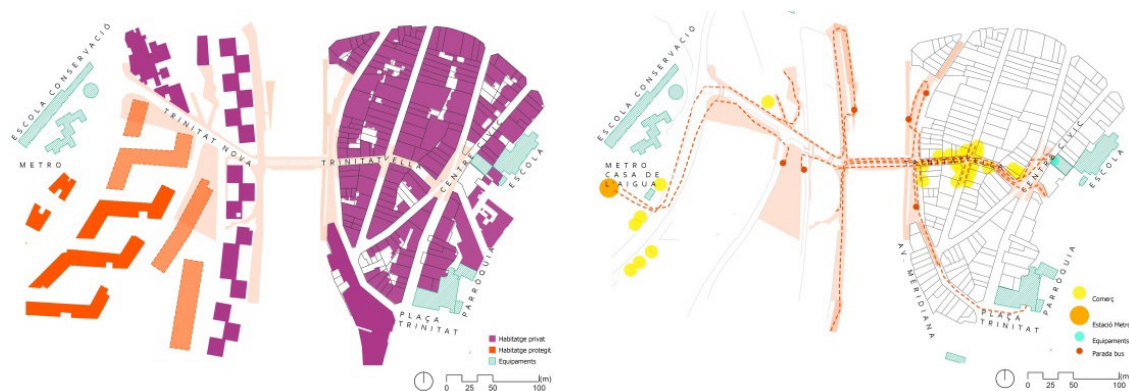 ESCOLA CONSERVACIÓ
TRINITAT NOVA
METRO
TRINITAT VELLA
CENTRE CÍVIC
ESCOLA
PARRÒQUIA
PLAÇA
TRINITAT
Habitatge privat
Habitatge protegit
Equipaments
0 25 50 100 (m)
ESCOLA CONSERVACIÓ
METRO
CASA DE
L'AIGUA
TRINITAT VELLA
CENTRE CÍVIC
ESCOLA
AV. MERIDIANA
PARRÒQUIA
PLAÇA
TRINITAT
Comerç
Estació Metro
Equipaments
Parada bus
0 25 50 100 (m)